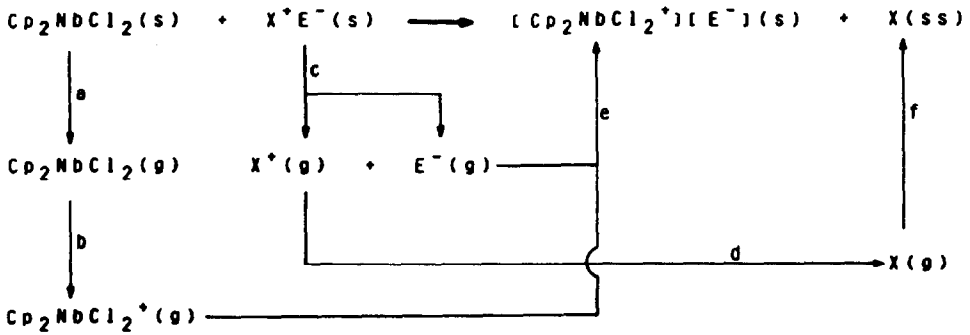 Cp₂NbCl₂(s) + X⁺E⁻(s) [Cp₂NbCl₂⁺][E⁻](s) + X(ss)
c
a e f
Cp₂NbCl₂(g) X⁺(g) + E⁻(g)
b d
X(g)
Cp₂NbCl₂⁺(g)